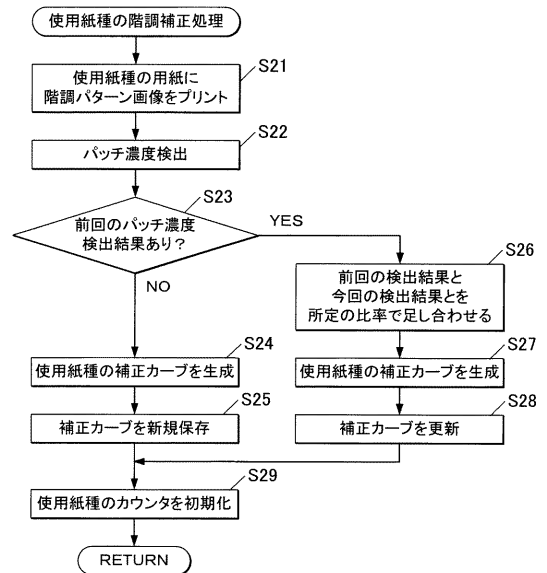 使用紙種の階調補正処理
S21
使用紙種の用紙に
階調パターン画像をプリント
S22
パッチ濃度検出
S23
前回のパッチ濃度
検出結果あり?
YES
NO
S26
前回の検出結果と
今回の検出結果とを
所定の比率で足し合わせる
S24
使用紙種の補正カーブを生成
S27
使用紙種の補正カーブを生成
S25
補正カーブを新規保存
S28
補正カーブを更新
S29
使用紙種のカウンタを初期化
RETURN